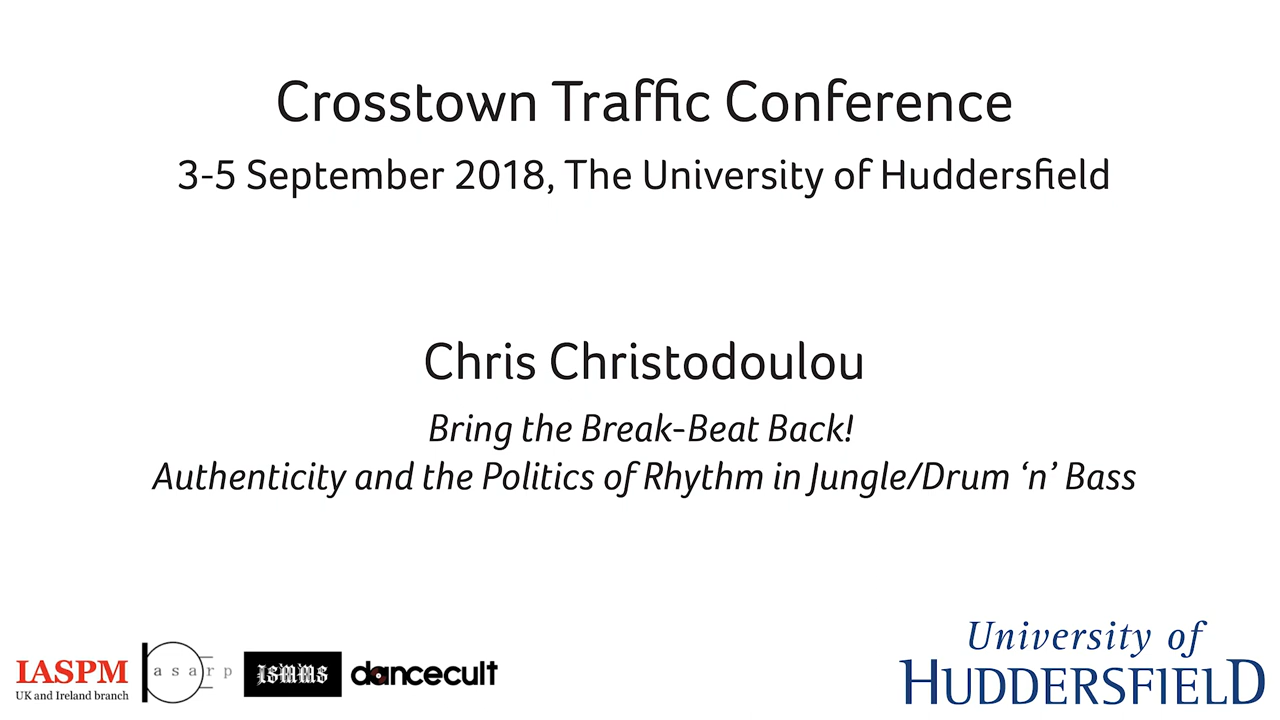 Crosstown Traffic Conference
3-5 September 2018, The University of Huddersfield
Chris Christodoulou
Bring the Break-Beat Back!
Authenticity and the Politics of Rhythm in Jungle/Drum ‘n’ Bass
IASPM
UK and Ireland branch
asarp
ISMMS
dancecult
University of
HUDDERSFIELD